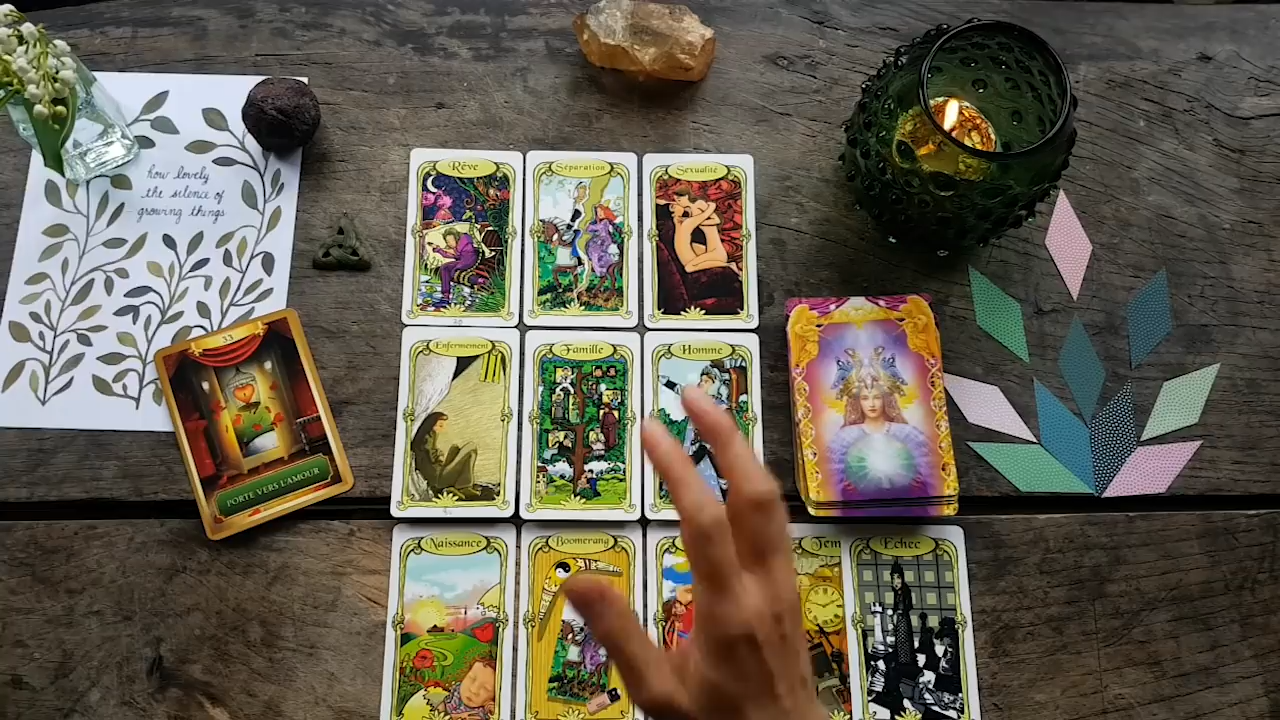 how lovely
the silence of
growing things
33
PORTE VERS L'AMOUR
Rêve
Séparation
Sexualité
Enfermement
Famille
Homme
Naissance
Boomerang
Echec